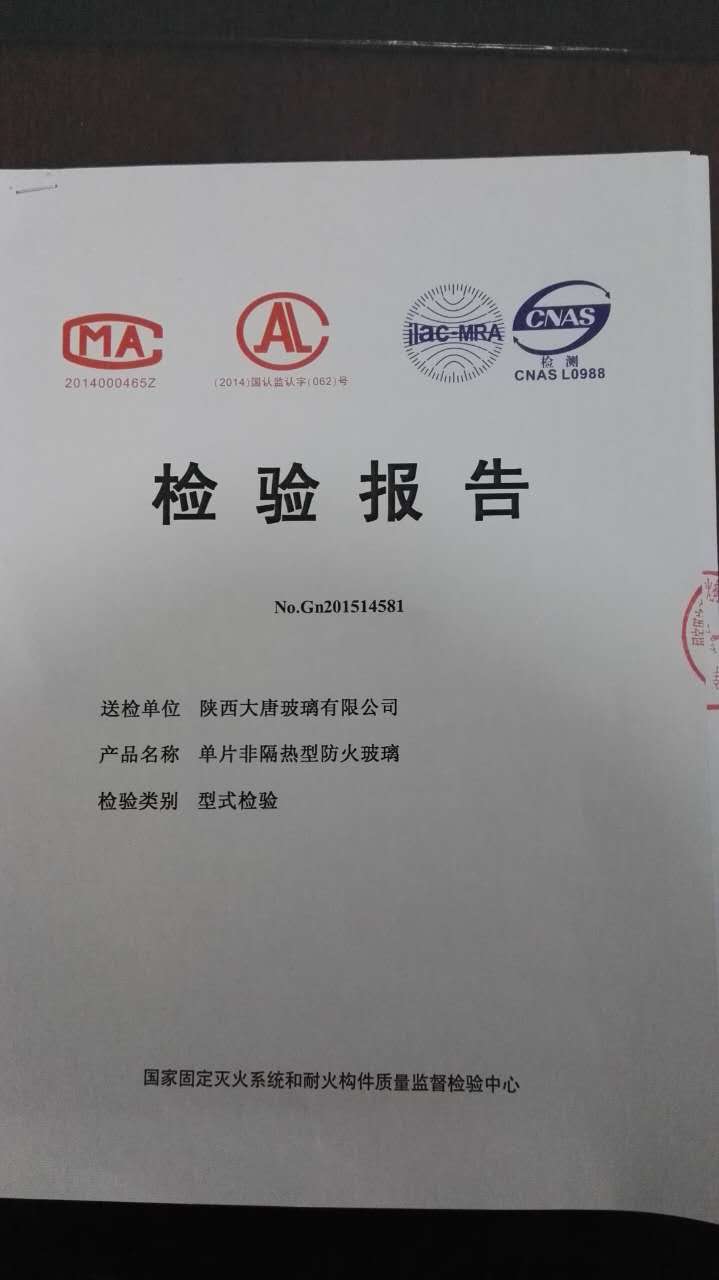 MA
2014000465Z
AL
(2014)国认监认字(062)号
ilac-MRA
CNAS
检 测
CNAS L0988
检 验 报 告
No.Gn201514581
送检单位 陕西大唐玻璃有限公司
产品名称 单片非隔热型防火玻璃
检验类别 型式检验
国家固定灭火系统和耐火构件质量监督检验中心